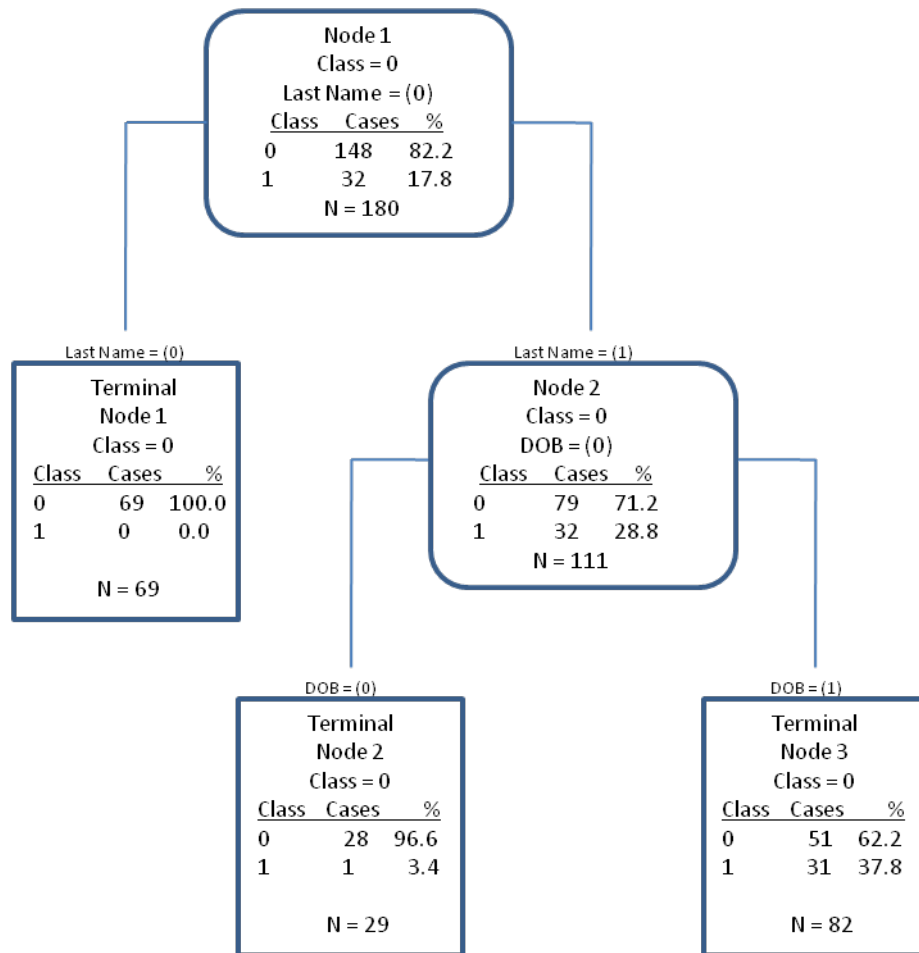 Node 1
Class = 0
Last Name = (0)
Class Cases %
0 148 82.2
1 32 17.8
N = 180
Last Name = (0)
Terminal
Node 1
Class = 0
Class Cases %
0 69 100.0
1 0 0.0
N = 69
Last Name = (1)
Node 2
Class = 0
DOB = (0)
Class Cases %
0 79 71.2
1 32 28.8
N = 111
DOB = (0)
Terminal
Node 2
Class = 0
Class Cases %
0 28 96.6
1 1 3.4
N = 29
DOB = (1)
Terminal
Node 3
Class = 0
Class Cases %
0 51 62.2
1 31 37.8
N = 82